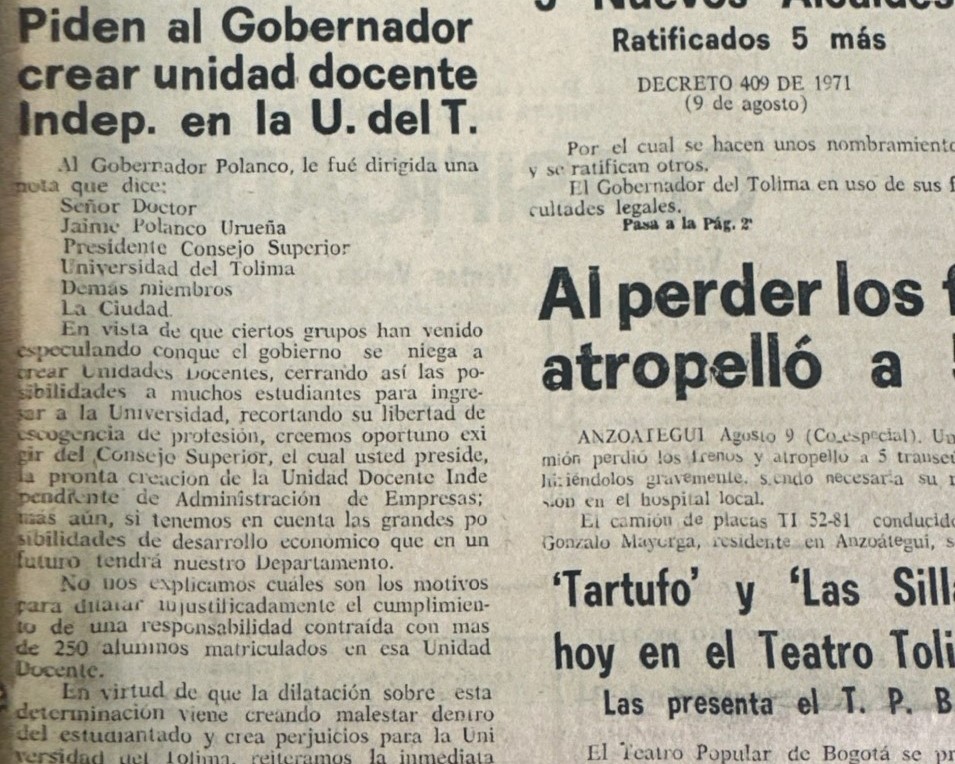 Piden al Gobernador
crear unidad docente
Indep. en la U. del T.
Al Gobernador Polanco, le fué dirigida una
nota que dice:
Señor Doctor
Jaime Polanco Urueña
Presidente Consejo Superior
Universidad del Tolima
Demás miembros
La Ciudad.
En vista de que ciertos grupos han venido
especulando conque el gobierno se niega a
crear Unidades Docentes, cerrando así las po-
sibilidades a muchos estudiantes para ingre-
sar a la Universidad, recortando su libertad de
escogencia de profesión, creemos oportuno exi
gir del Consejo Superior, el cual usted preside,
la pronta creacion de la Unidad Docente Inde
pendiente de Administración de Empresas;
más aún, si tenemos en cuenta las grandes po
sibilidades de desarrollo economico que en un
futuro tendrá nuestro Departamento.
No nos explicamos cuáles son los motivos
para dilatar injustificadamente el cumplimien-
to de una responsabilidad contraída con mas
de 250 alumnos matriculados en esa Unidad
Docente.
En virtud de que la dilatación sobre esta
determinación viene creando malestar dentro
del estudiantado y crea perjuicios para la Uni
versidad del Tolima, reiteramos la inmediata
5 Nuevos Alcaldes
Ratificados 5 más
DECRETO 409 DE 1971
(9 de agosto)
Por el cual se hacen unos nombramiento
y se ratifican otros.
El Gobernador del Tolima en uso de sus f
cultades legales.
Pasa a la Pág. 2ª
Al perder los f
atropelló a
ANZOATEGUI Agosto 9 (Co.especial). Un
mión perdió los frenos y atropello a 5 transeú
hiriéndolos gravemente, siendo necesaria su
en el hospital local.
El camión de placas TI 52-81 conducido
Gonzalo Mayorga, residente en Anzoátegui, s
‘Tartufo’ y ‘Las Silla
hoy en el Teatro Toli
Las presenta el T. P. B
El Teatro Popular de Bogotá se pr